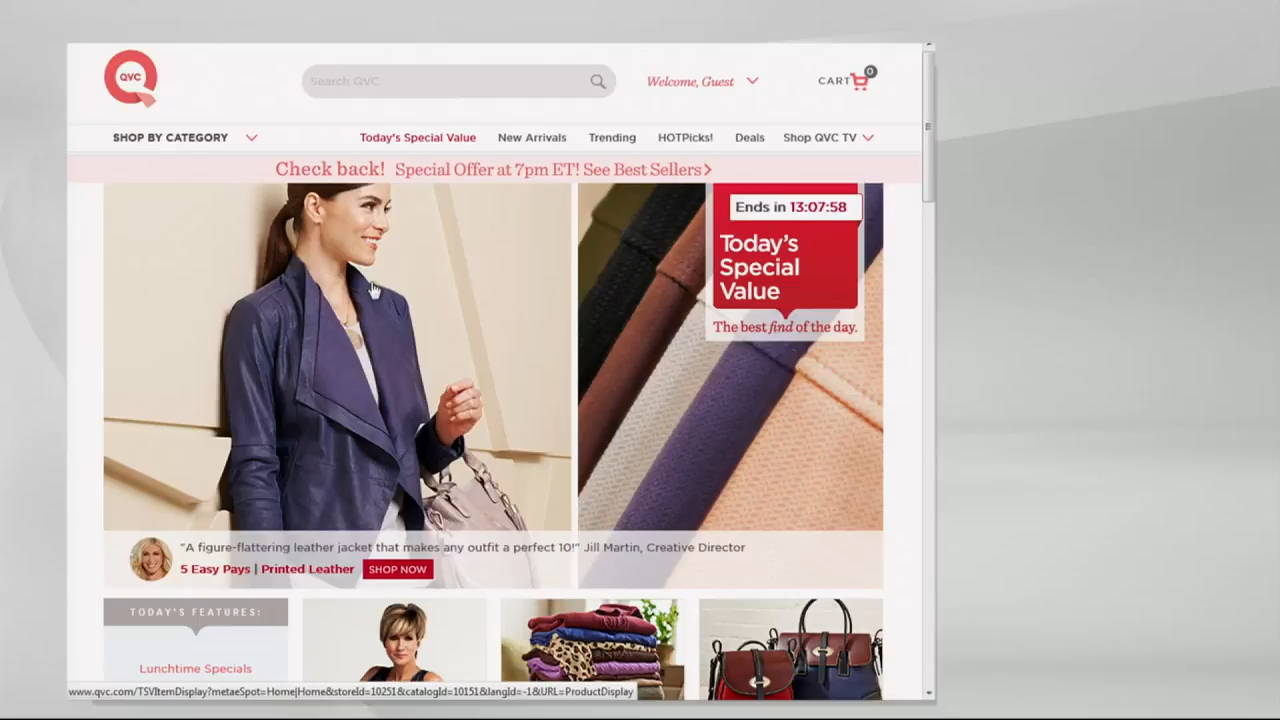 QVC
Search QVC
Welcome, Guest
CART
0
SHOP BY CATEGORY
Today's Special Value
New Arrivals
Trending
HOTPicks!
Deals
Shop QVC TV
Check back! Special Offer at 7pm ET! See Best Sellers
Ends in 13:07:58
Today's
Special
Value
The best find of the day.
"A figure-flattering leather jacket that makes any outfit a perfect 10!" Jill Martin, Creative Director
5 Easy Pays | Printed Leather
SHOP NOW
TODAY'S FEATURES:
Lunchtime Specials
www.qvc.com/TSVItemDisplay?metaeSpot=Home|Home&storeId=10251&catalogId=10151&langId=-1&URL=ProductDisplay